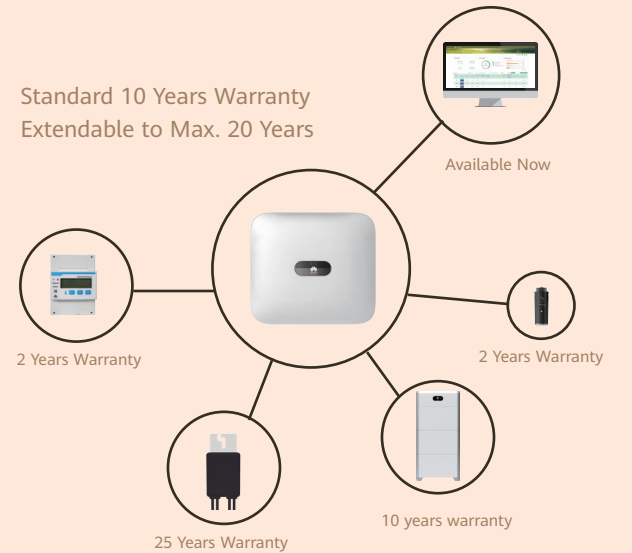 Standard 10 Years Warranty
Extendable to Max. 20 Years
Available Now
2 Years Warranty
2 Years Warranty
10 years warranty
25 Years Warranty